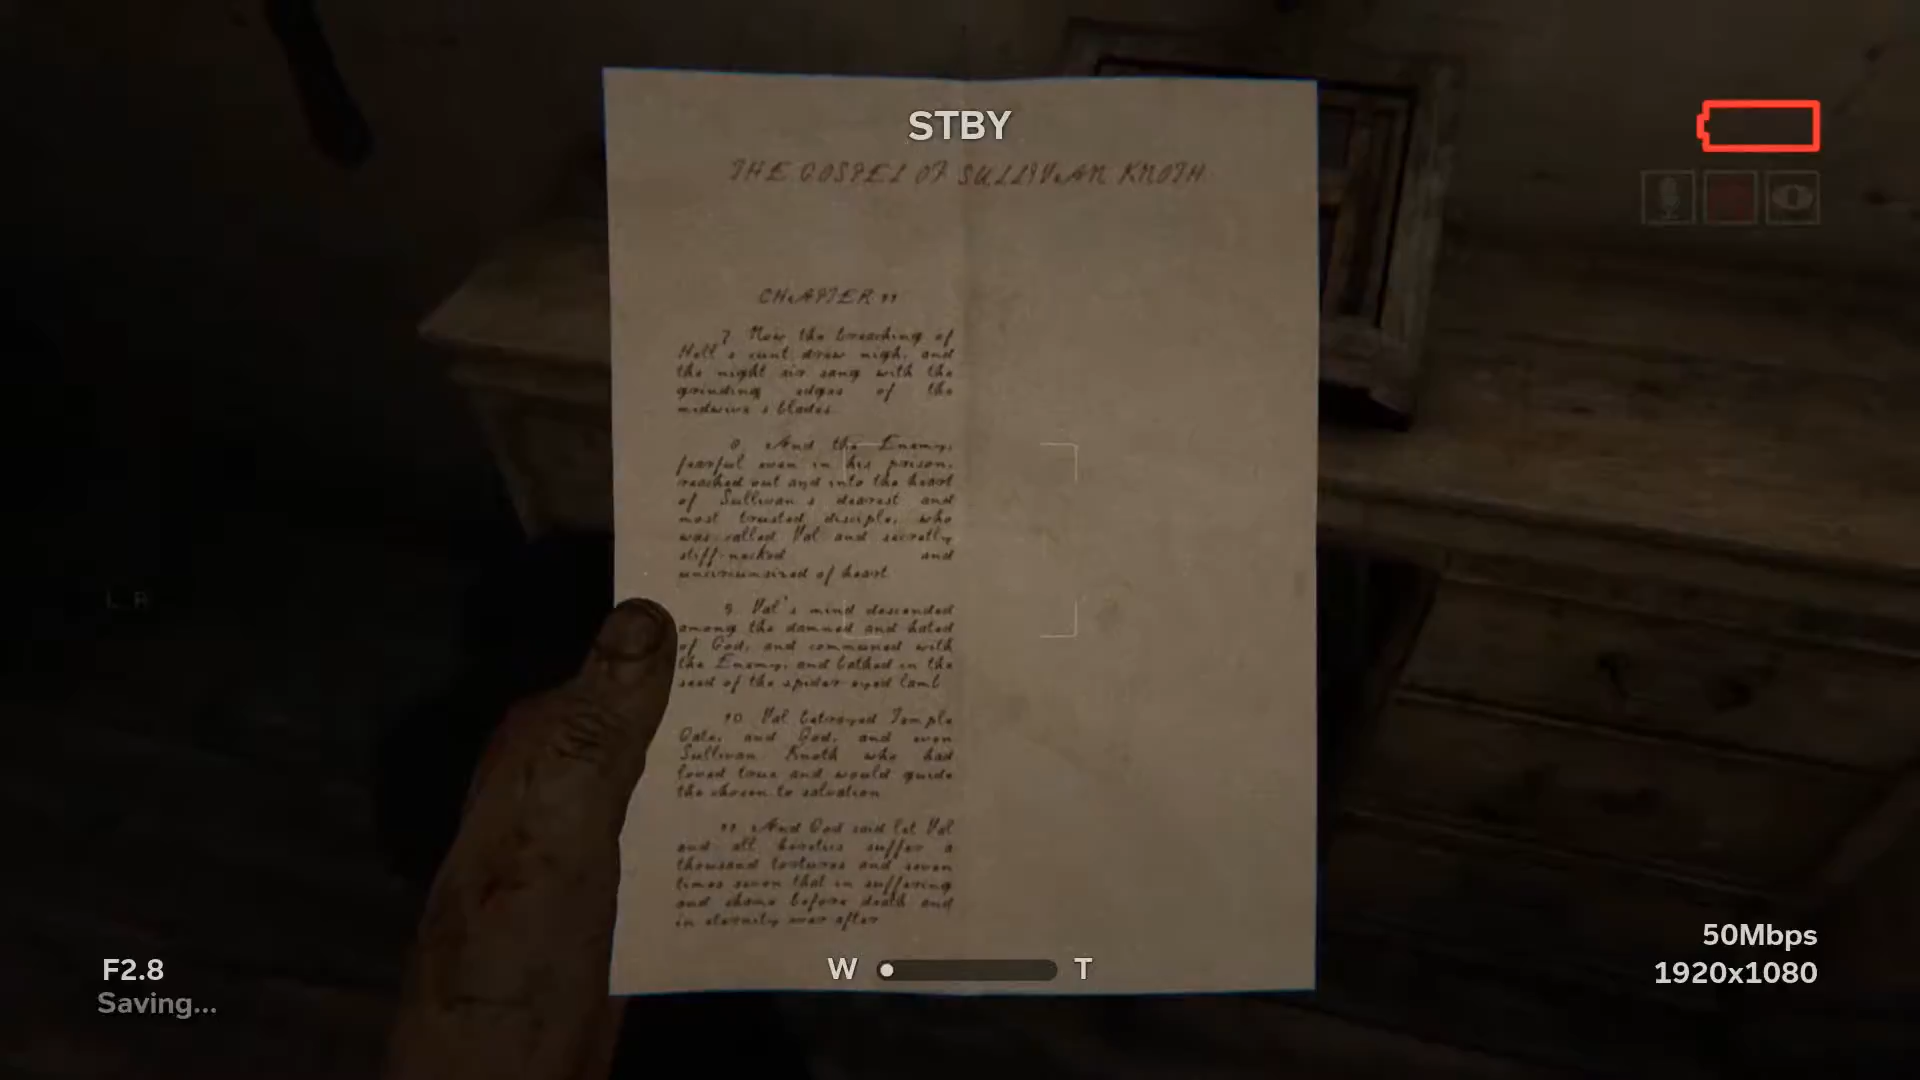 STBY
THE GOSPEL OF SULLIVAN KNOTH
CHAPTER 11
7. Now the breaching of
Hell's cunt drew nigh, and
the night air sang with the
grinding edges of the
midwive's blades.
8. And the Enemy,
fearful even in his prison,
reached out and into the heart
of Sullivan's dearest and
most trusted disciple, who
was called Val and secretly
stiff-necked and
uncircumsized of heart.
9. Val's mind descended
among the damned and hated
of God, and communed with
the Enemy, and bathed in the
seed of the spider-eyed lamb.
10. Val betrayed Temple
Gate, and God, and even
Sullivan Knoth who had
loved true and would guide
the chosen to salvation.
11. And God said let Val
and all heretics suffer a
thousand tortures and seven
times seven that in suffering
and shame before death and
in eternity ever after
L R
F2.8
Saving...
W T
50Mbps
1920x1080